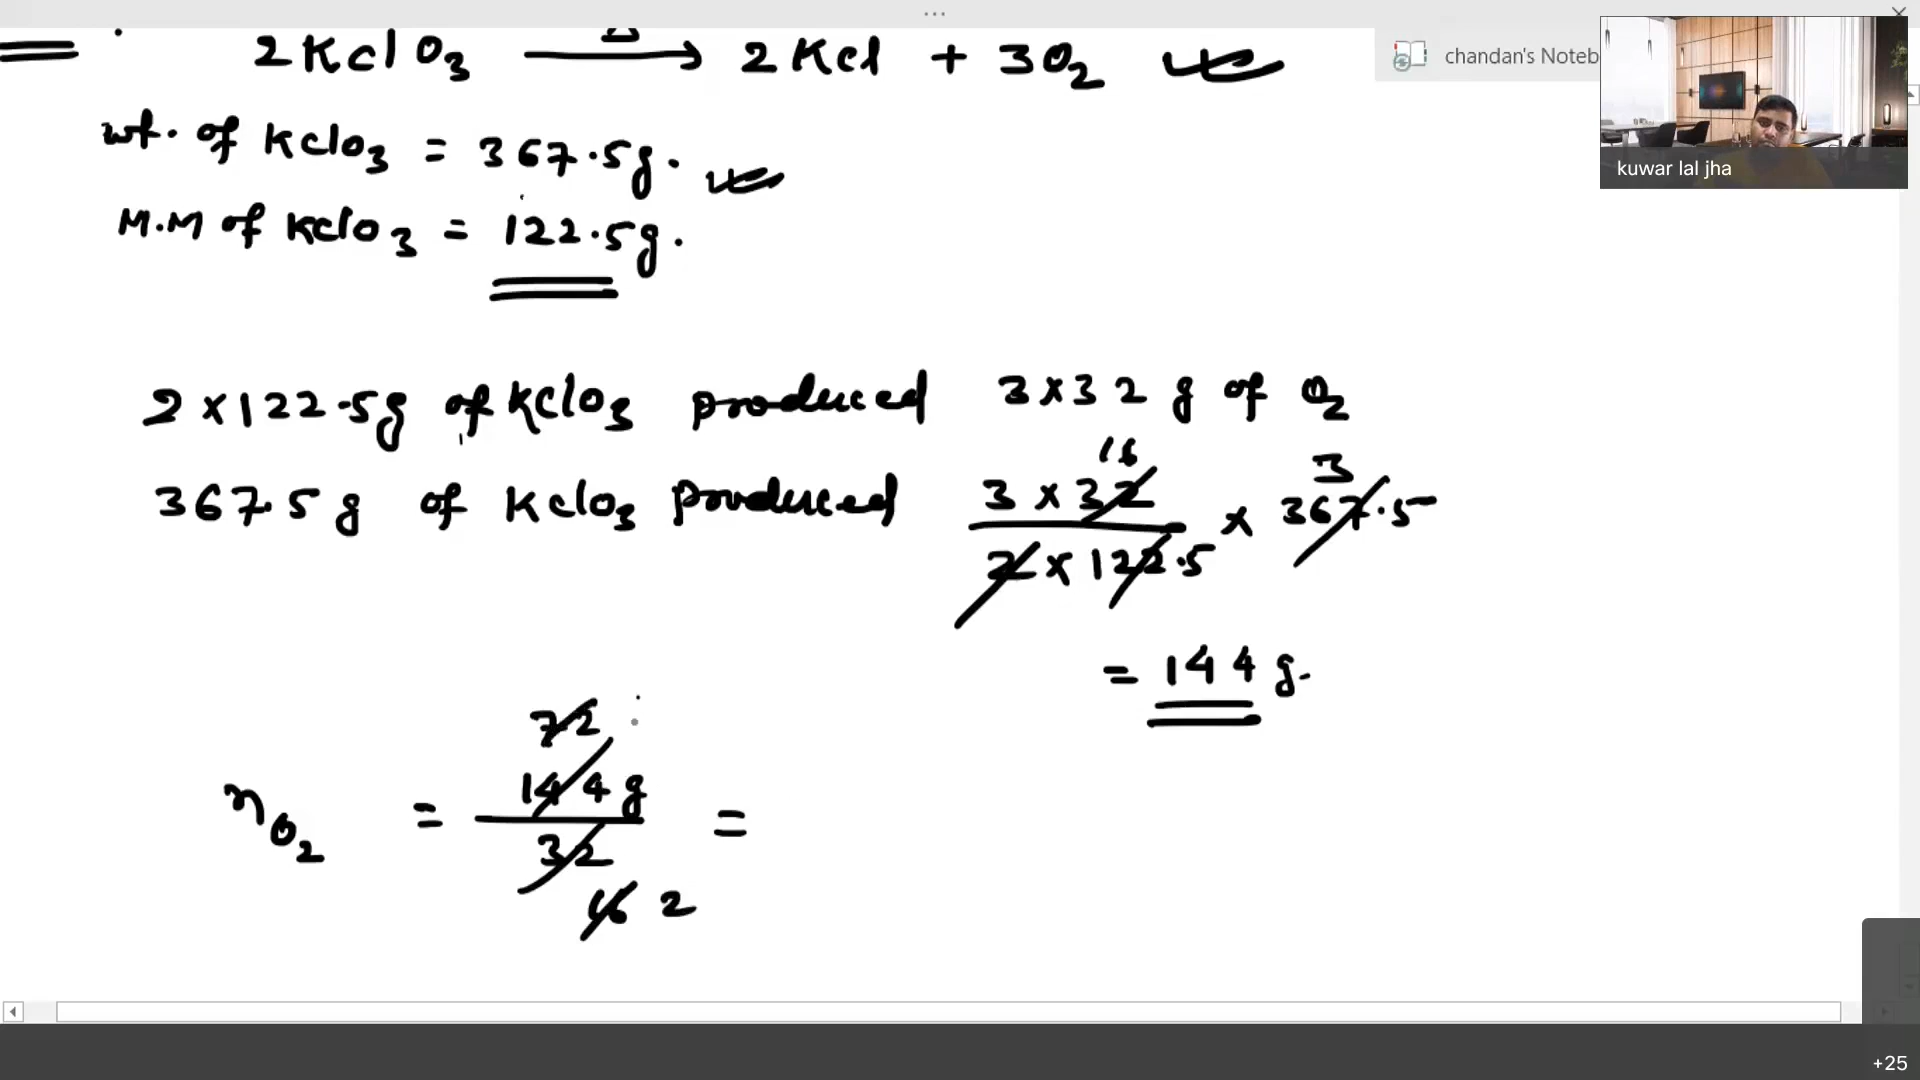 2KClO3 —Δ→ 2KCl + 3O2
chandan's Noteb
kuwar lal jha
wt. of KClO3 = 367.5g.
M.M of KClO3 = 122.5g.
2 x 122.5g of KClO3 produced 3x32 g of O2
16 3
367.5 g of KClO3 produced 3 x 32 / 2 x 122.5 x 367.5
= 144 g.
72
nO2 = 144 g / 32 =
16 2
+25